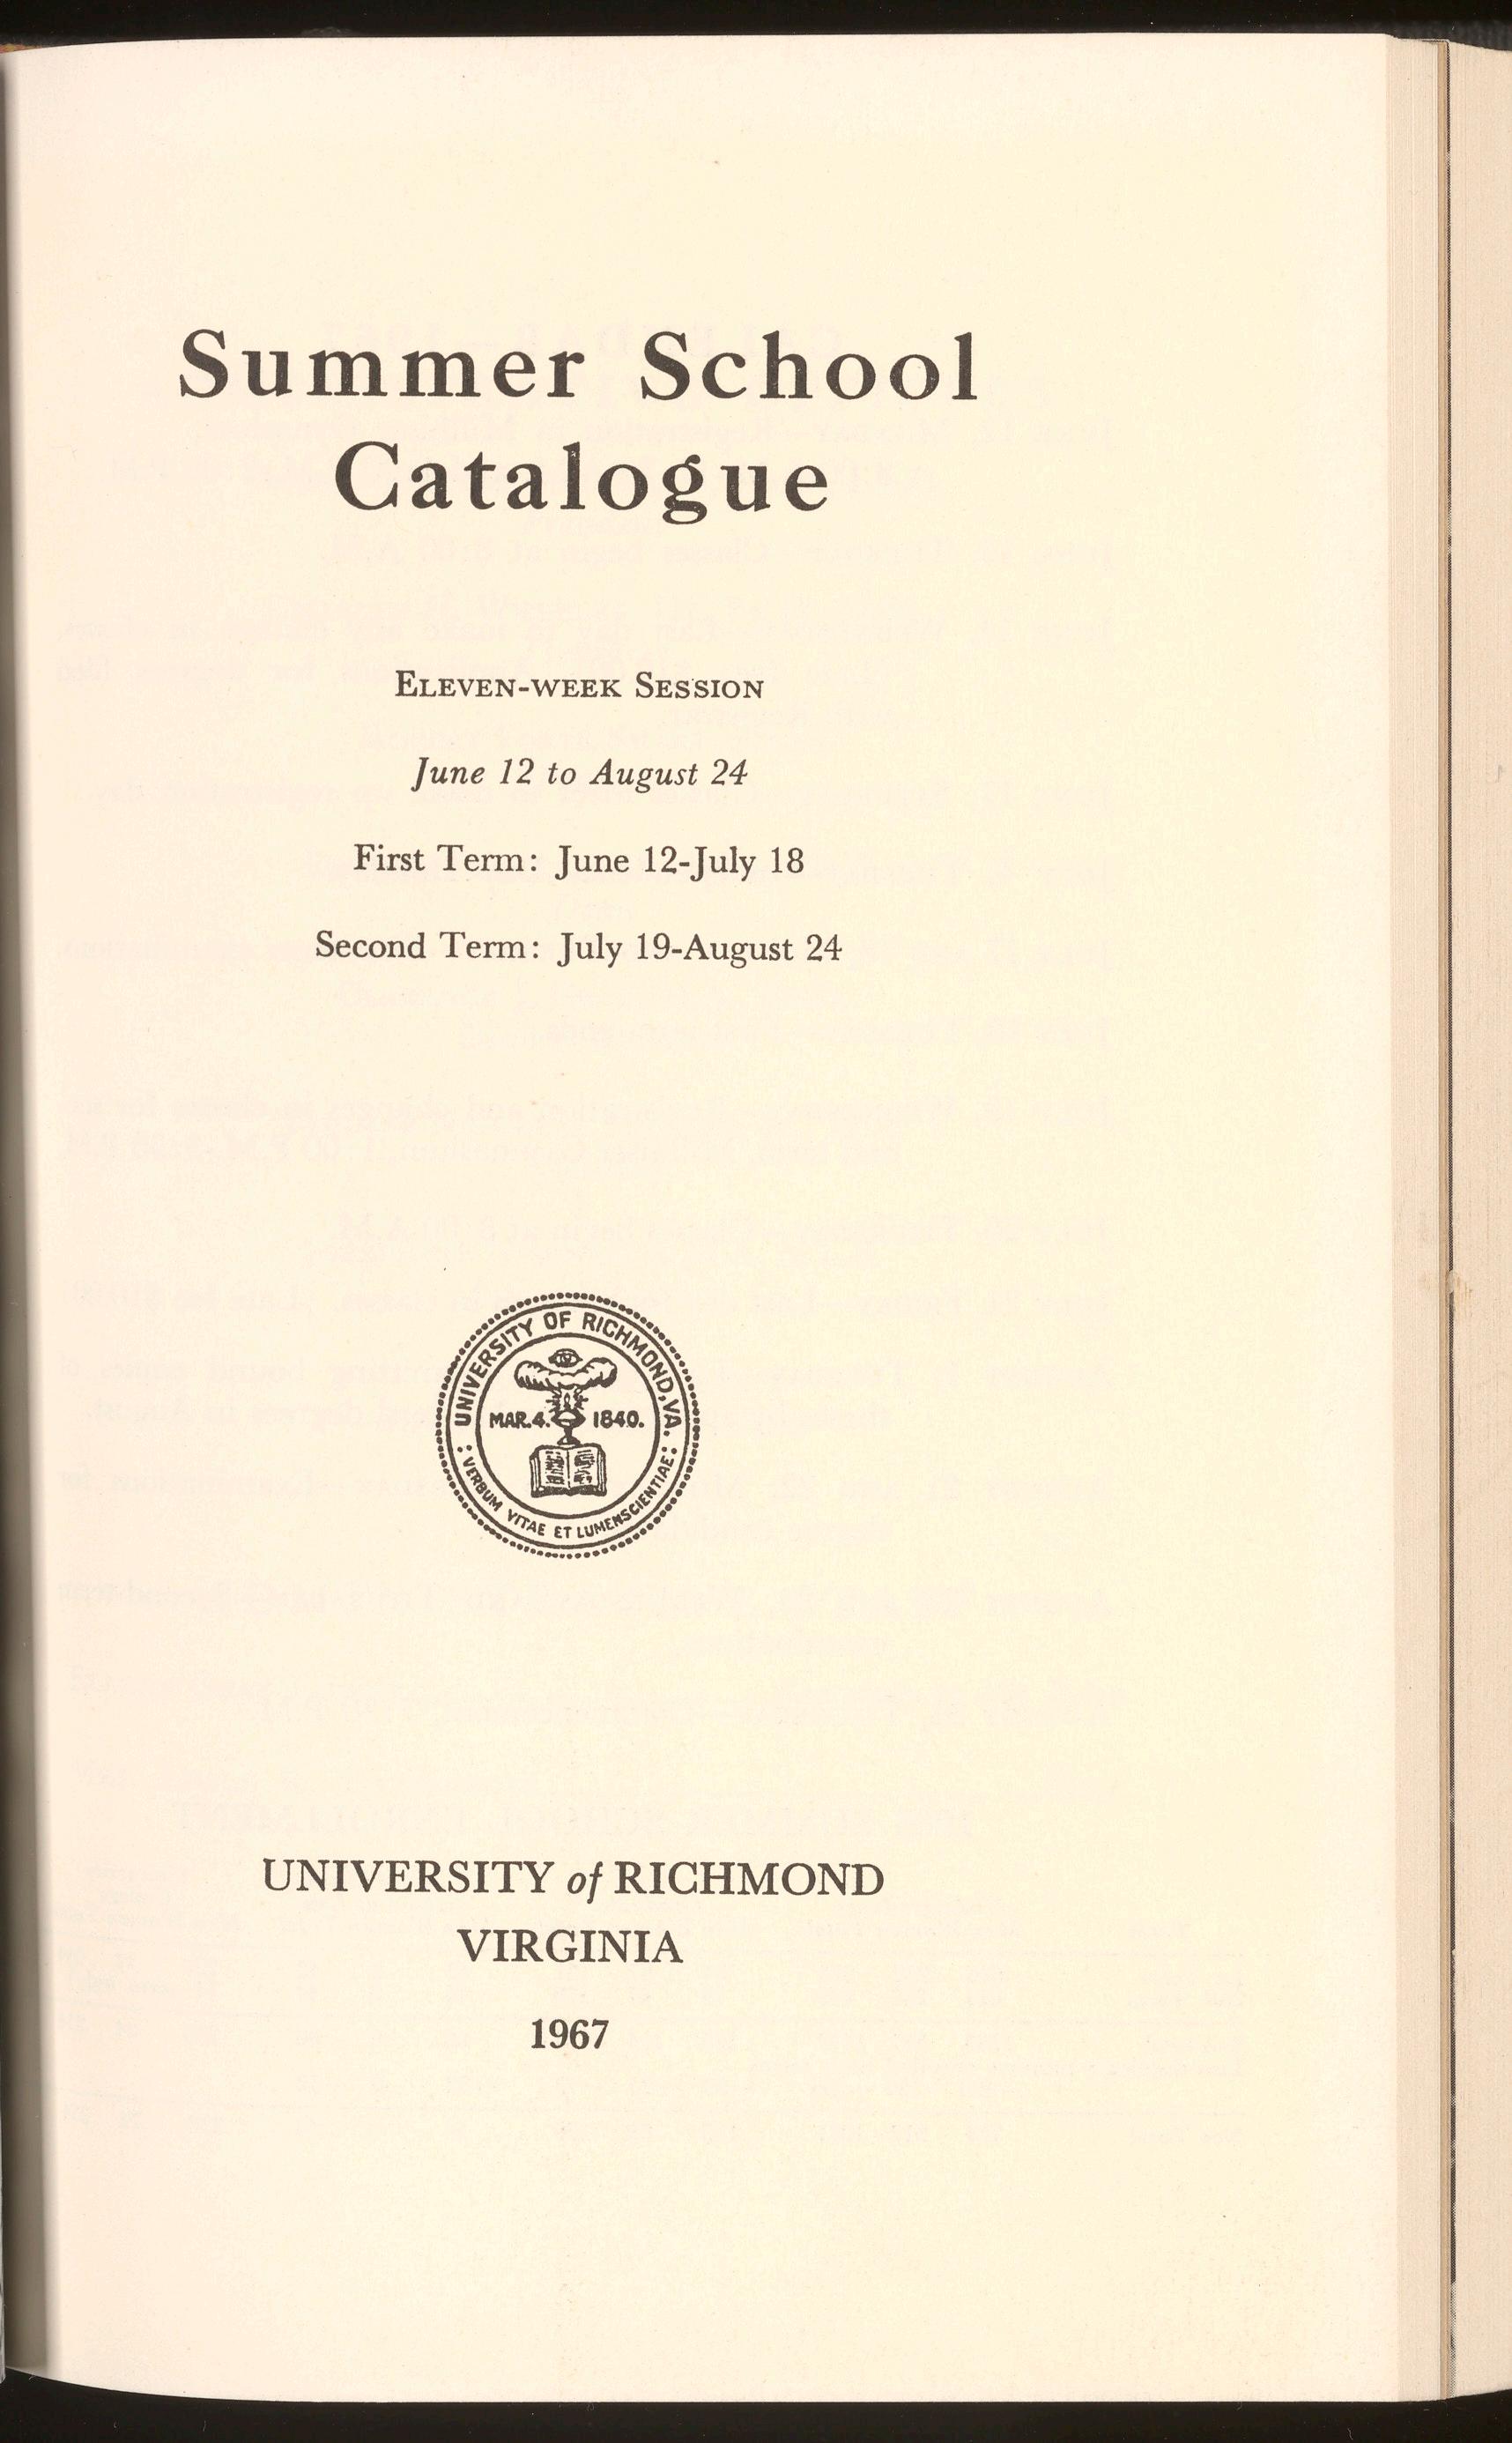 Summer School
Catalogue
ELEVEN-WEEK SESSION
June 12 to August 24
First Term: June 12-July 18
Second Term: July 19-August 24
UNIVERSITY OF RICHMOND, VA.
MAR. 4. 1840.
: VERBUM VITAE ET LUMEN SCIENTIAE :
UNIVERSITY of RICHMOND
VIRGINIA
1967